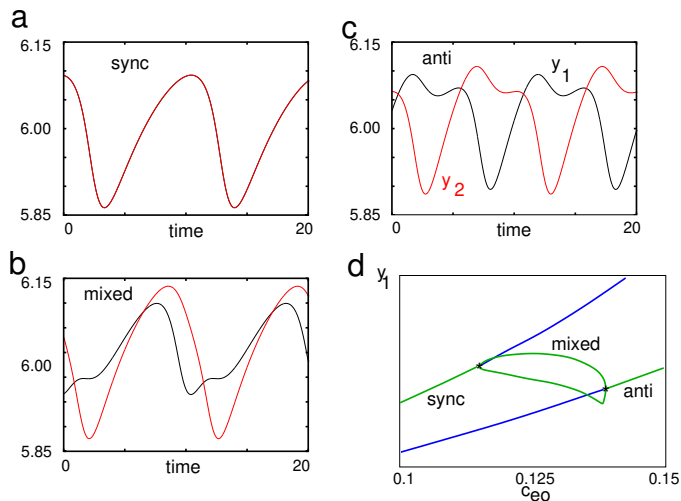 a
6.15
sync
6.00
5.85
0
time
20
b
6.15
mixed
6.00
5.85
0
time
20
c
6.15
anti
y1
6.00
y2
5.85
0
time
20
d
y1
mixed
sync
anti
0.1
0.125
0.15
ceo